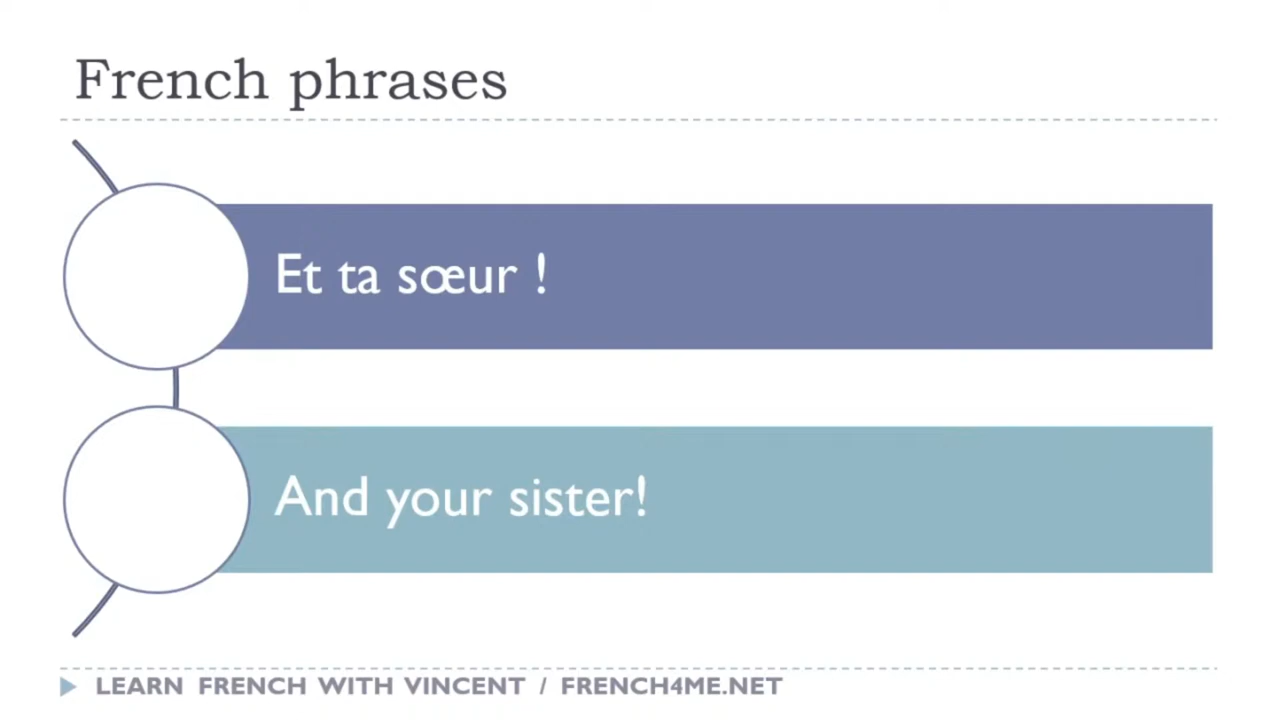 French phrases
Et ta sœur !
And your sister!
LEARN FRENCH WITH VINCENT / FRENCH4ME.NET